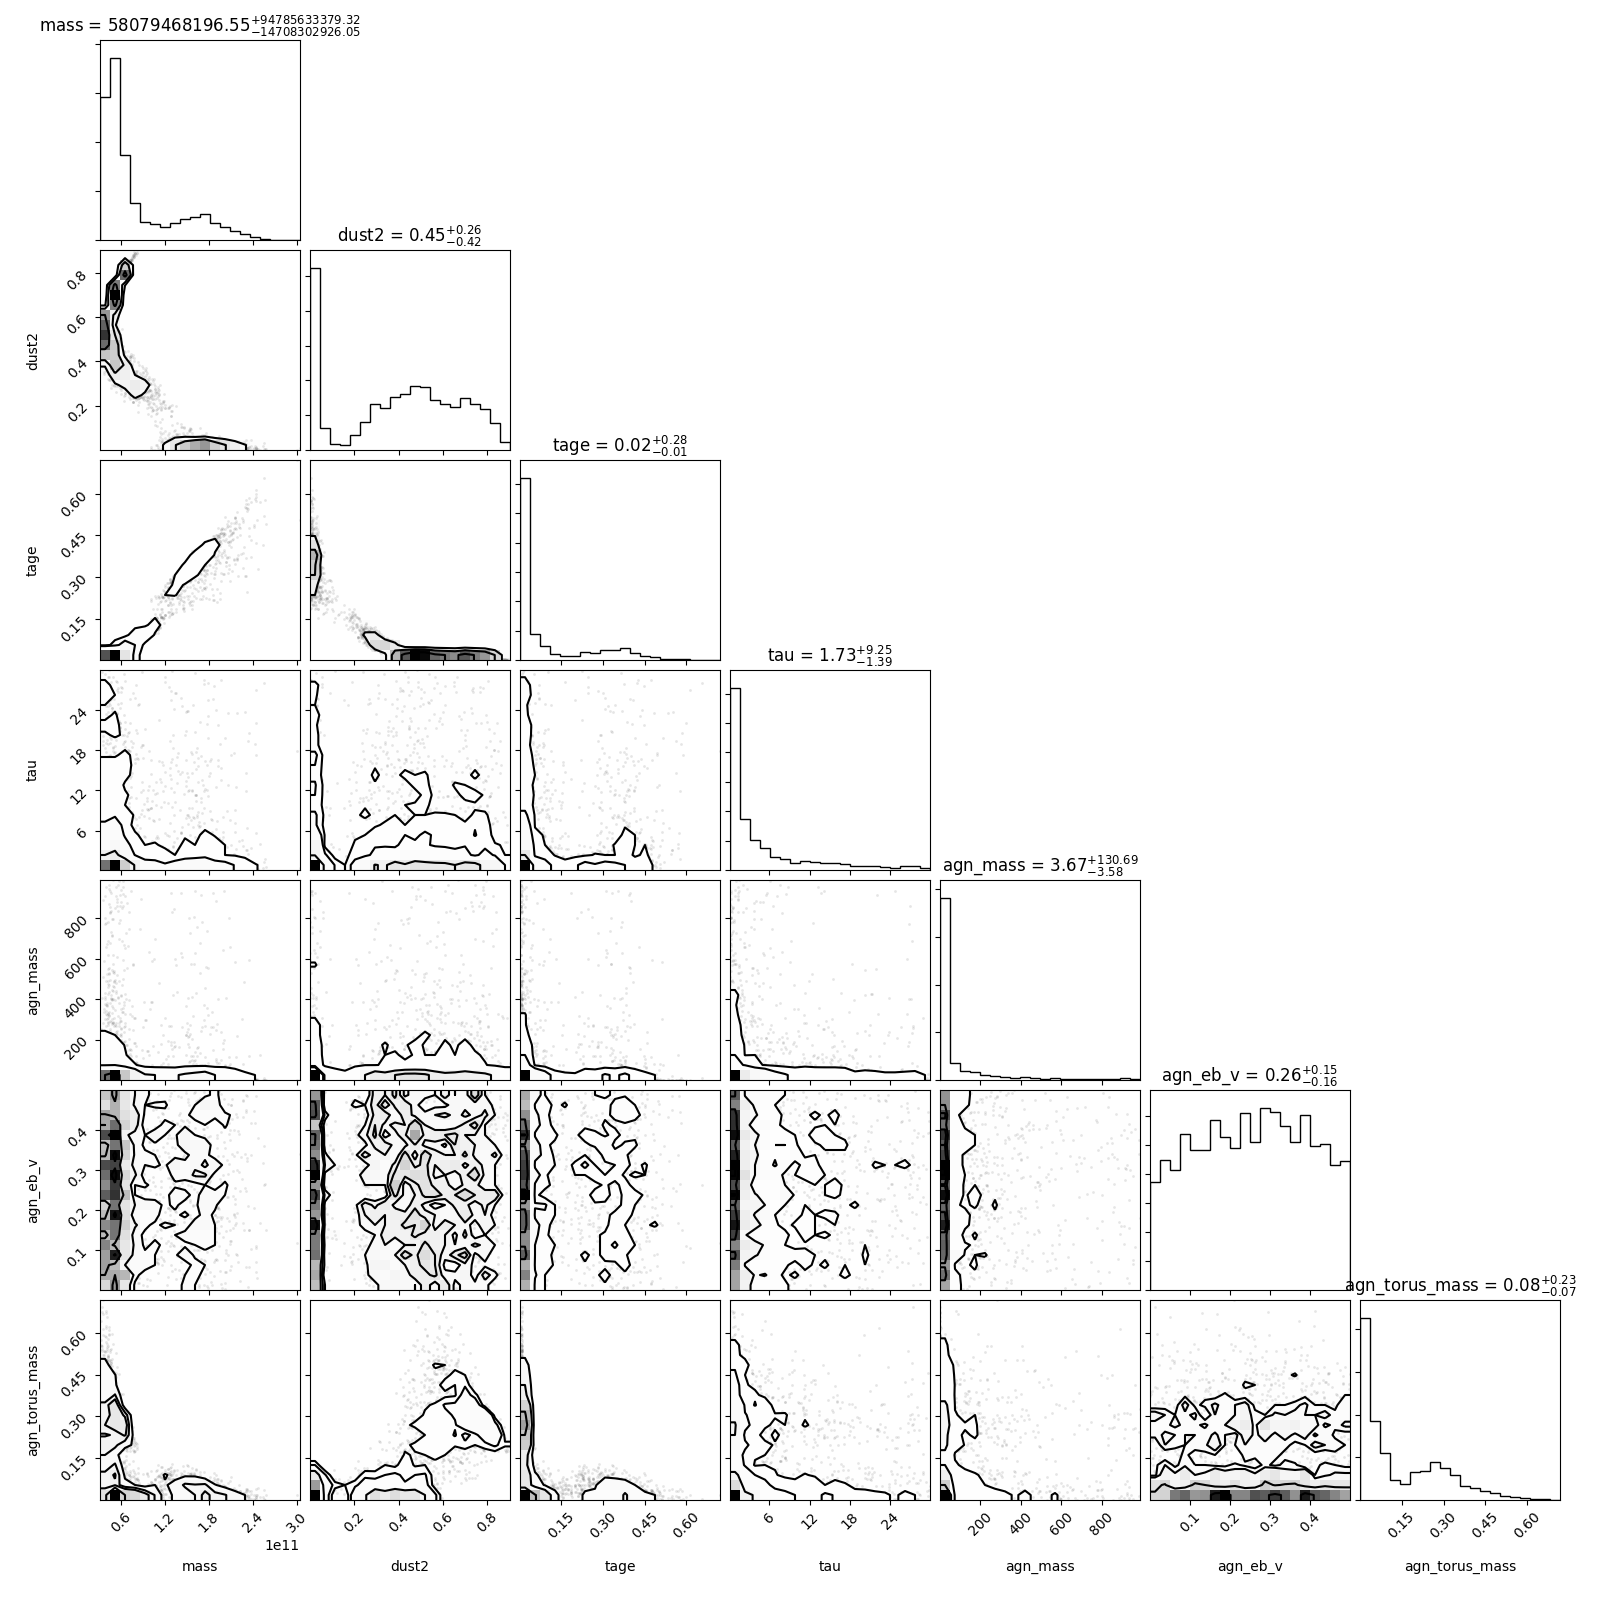 mass = 58079468196.55+94785633379.32 −14708302926.05
dust2 = 0.45+0.26 −0.42
0.8
0.6
0.4
0.2
dust2
tage = 0.02+0.28 −0.01
0.60
0.45
0.30
0.15
tage
tau = 1.73+9.25 −1.39
24
18
12
6
tau
agn_mass = 3.67+130.69 −3.58
800
600
400
200
agn_mass
agn_eb_v = 0.26+0.15 −0.16
0.4
0.3
0.2
0.1
agn_eb_v
agn_torus_mass = 0.08+0.23 −0.07
0.60
0.45
0.30
0.15
agn_torus_mass
0.6 1.2 1.8 2.4 3.0 0.2 0.4 0.6 0.8 0.15 0.30 0.45 0.60 6 12 18 24 200 400 600 800 0.1 0.2 0.3 0.4 0.15 0.30 0.45 0.60
1e11
mass dust2 tage tau agn_mass agn_eb_v agn_torus_mass